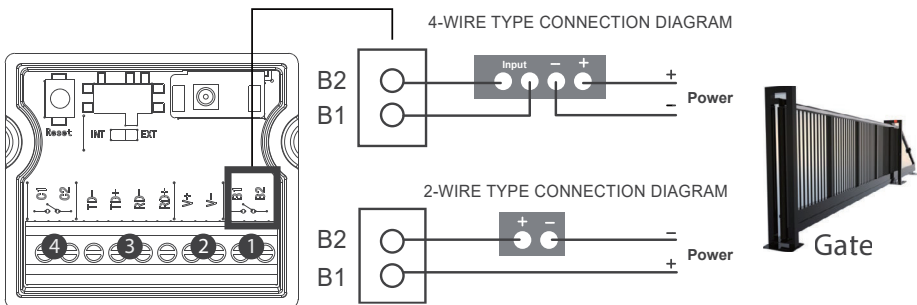 4-WIRE TYPE CONNECTION DIAGRAM
B2
B1
Input − +
+
−
Power
Reset
INT EXT
C1 C2 TD− TD+ RD− RD+ V+ V− B1 B2
4 3 2 1
2-WIRE TYPE CONNECTION DIAGRAM
B2
B1
+ −
−
+
Power
Gate